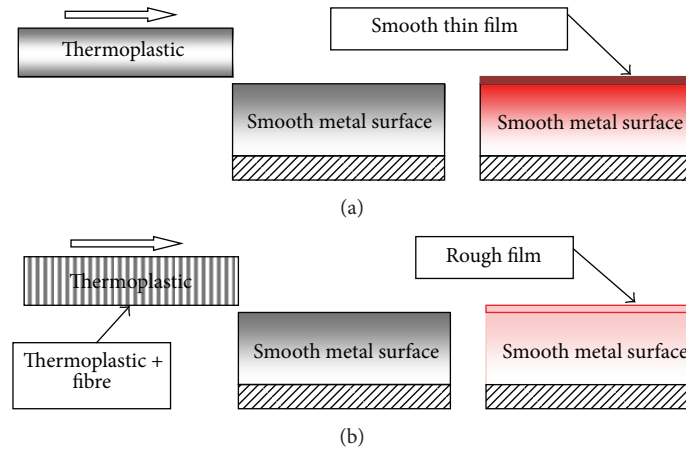 Thermoplastic
Smooth thin film
Smooth metal surface
Smooth metal surface
(a)
Thermoplastic
Rough film
Smooth metal surface
Smooth metal surface
Thermoplastic +
fibre
(b)